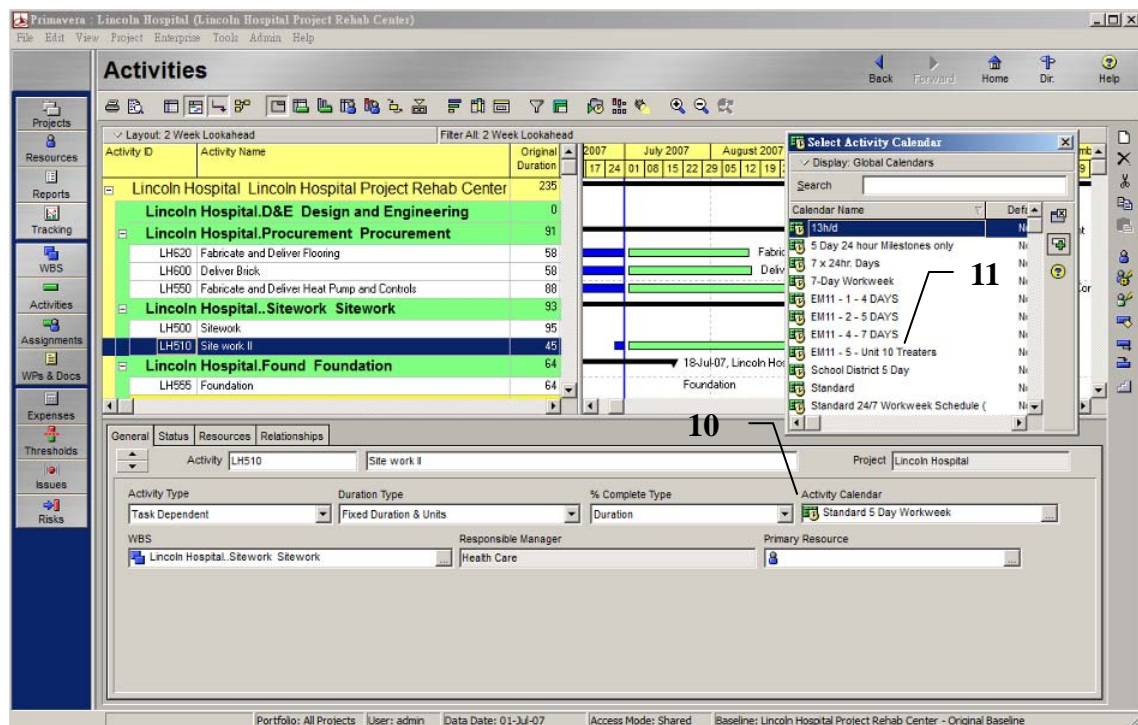 Primavera : Lincoln Hospital (Lincoln Hospital Project Rehab Center)
File Edit View Project Enterprise Tools Admin Help
Activities
Back Forward Home Dir. Help
Projects
Resources
Reports
Tracking
WBS
Activities
Assignments
WPs & Docs
Expenses
Thresholds
Issues
Risks
Layout: 2 Week Lookahead Filter All: 2 Week Lookahead
Activity ID Activity Name Original Duration
2007 July 2007 August 2007
17 24 01 08 15 22 29 05 12 19
Lincoln Hospital Lincoln Hospital Project Rehab Center 235
Lincoln Hospital.D&E Design and Engineering 0
Lincoln Hospital.Procurement Procurement 91
LH620 Fabricate and Deliver Flooring 58 Fabric
LH600 Deliver Brick 58 Deliv
LH550 Fabricate and Deliver Heat Pump and Controls 88
Lincoln Hospital..Sitework Sitework 93
LH500 Sitework 95
LH510 Site work II 45
Lincoln Hospital.Found Foundation 64 18-Jul-07, Lincoln Hos
LH555 Foundation 64 Foundation
Select Activity Calendar
Display: Global Calendars
Search
Calendar Name Defa
13h/d
5 Day 24 hour Milestones only
7 x 24hr. Days
7-Day Workweek
EM11 - 1 - 4 DAYS
EM11 - 2 - 5 DAYS
EM11 - 4 - 7 DAYS
EM11 - 5 - Unit 10 Treaters
School District 5 Day
Standard
Standard 24/7 Workweek Schedule (
11
10
General Status Resources Relationships
Activity LH510 Site work II Project Lincoln Hospital
Activity Type Duration Type % Complete Type Activity Calendar
Task Dependent Fixed Duration & Units Duration Standard 5 Day Workweek ...
WBS Responsible Manager Primary Resource
Lincoln Hospital..Sitework Sitework ... Health Care ...
Portfolio: All Projects User: admin Data Date: 01-Jul-07 Access Mode: Shared Baseline: Lincoln Hospital Project Rehab Center - Original Baseline